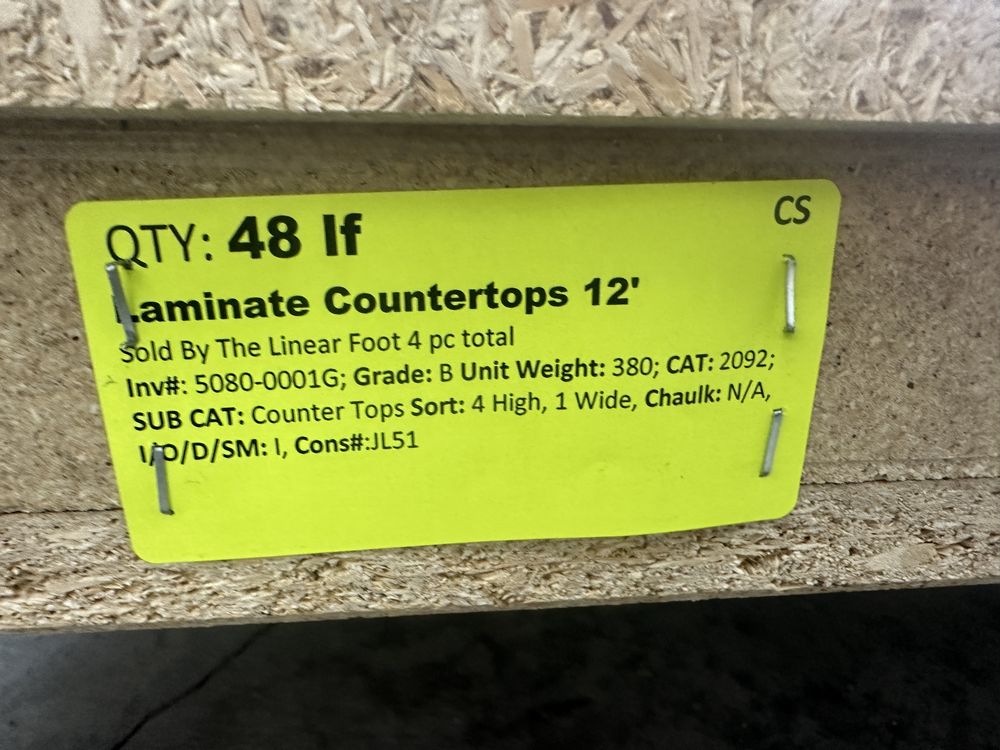 CS
QTY: 48 lf
Laminate Countertops 12'
Sold By The Linear Foot 4 pc total
Inv#: 5080-0001G; Grade: B Unit Weight: 380; CAT: 2092;
SUB CAT: Counter Tops Sort: 4 High, 1 Wide, Chaulk: N/A,
I/O/D/SM: I, Cons#:JL51